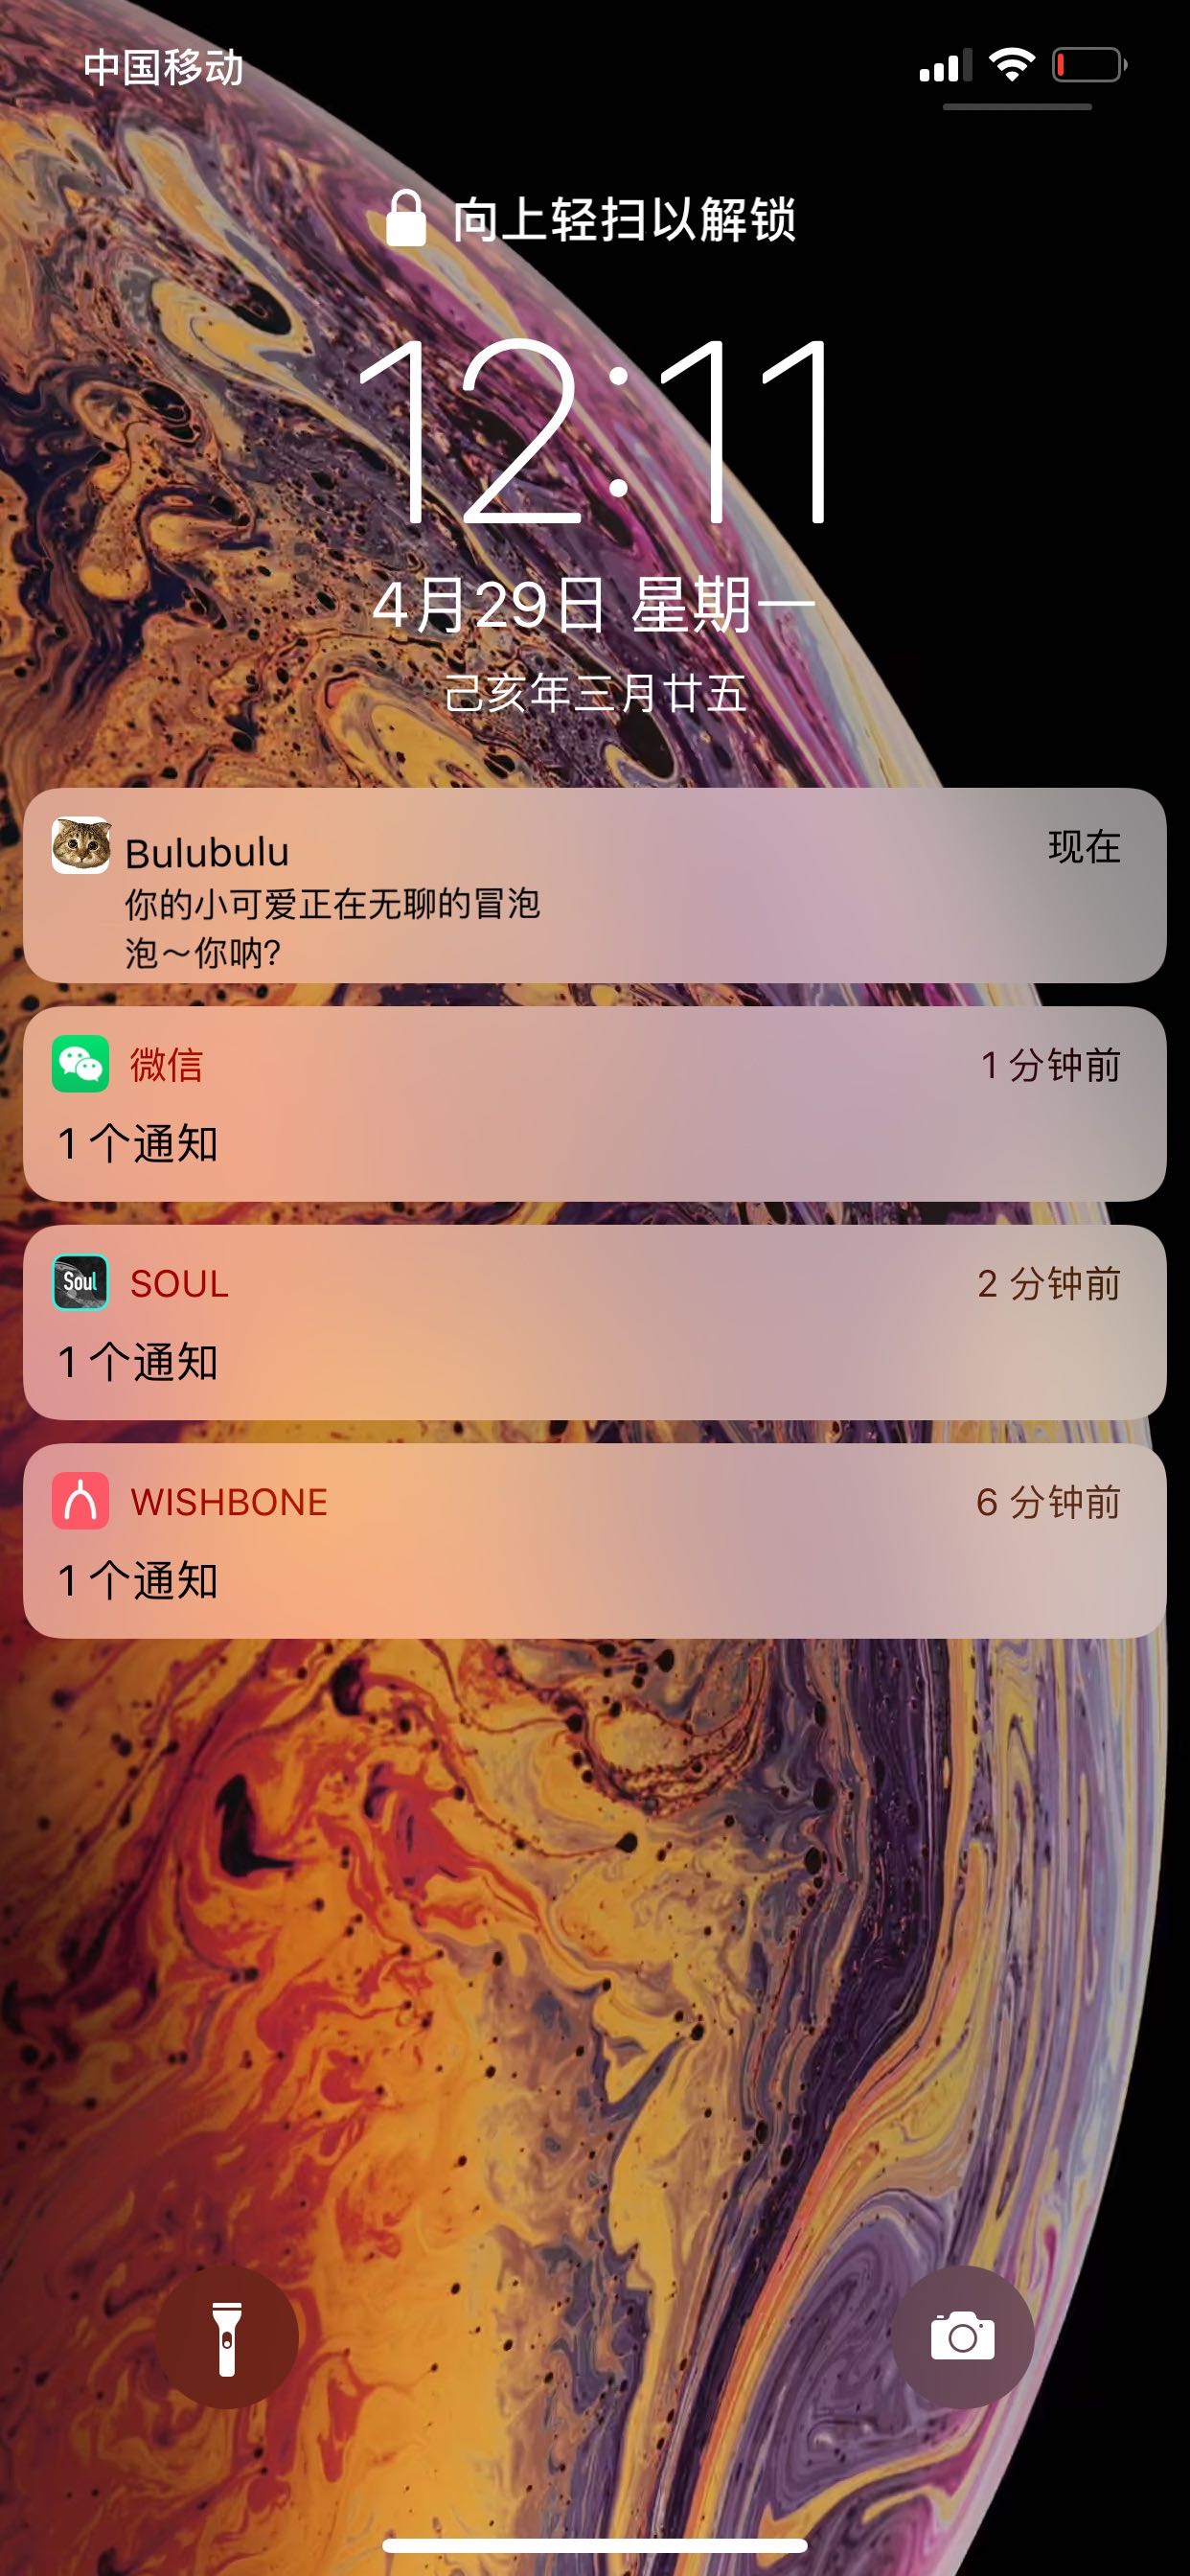 中国移动
向上轻扫以解锁
12:11
4月29日 星期一
己亥年三月廿五
Bulubulu
现在
你的小可爱正在无聊的冒泡
泡～你呐?
微信
1 分钟前
1 个通知
Soul
SOUL
2 分钟前
1 个通知
WISHBONE
6 分钟前
1 个通知